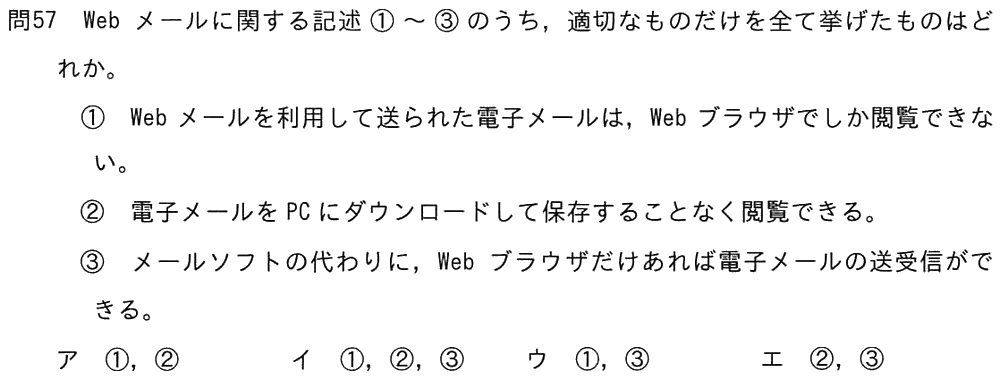 問57　Web メールに関する記述 ① ～ ③ のうち，適切なものだけを全て挙げたものはど
れか。
①　Web メールを利用して送られた電子メールは，Web ブラウザでしか閲覧できな
い。
②　電子メールを PC にダウンロードして保存することなく閲覧できる。
③　メールソフトの代わりに，Web ブラウザだけあれば電子メールの送受信がで
きる。
ア　①，②　　イ　①，②，③　　ウ　①，③　　エ　②，③